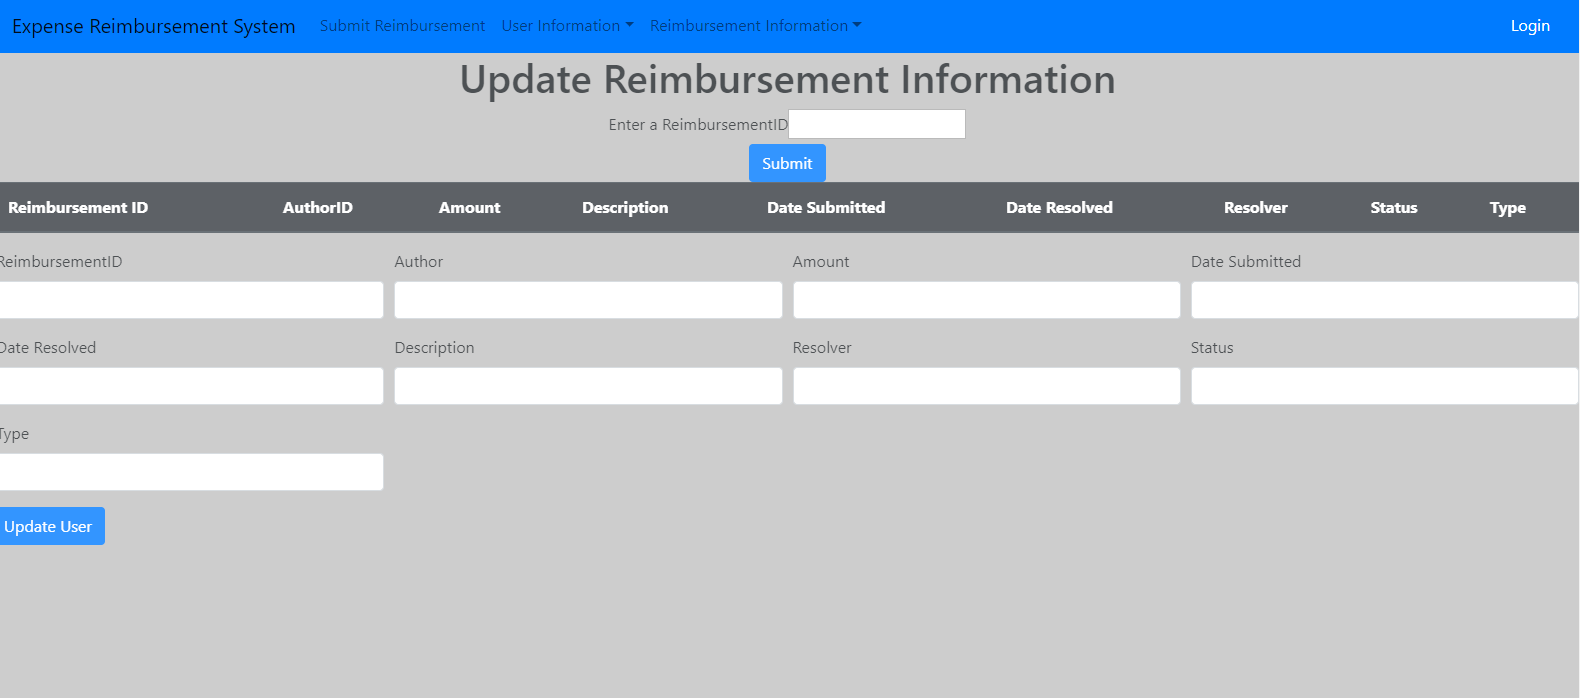 Expense Reimbursement System Submit Reimbursement User Information Reimbursement Information Login
Update Reimbursement Information
Enter a ReimbursementID
Submit
Reimbursement ID AuthorID Amount Description Date Submitted Date Resolved Resolver Status Type
ReimbursementID Author Amount Date Submitted
Date Resolved Description Resolver Status
Type
Update User